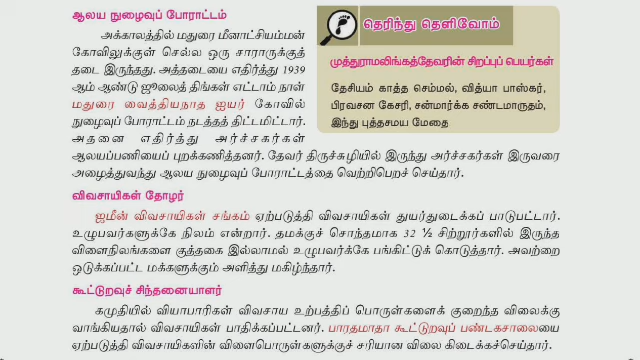 ஆலய நுழைவுப் போராட்டம்
அக்காலத்தில் மதுரை மீனாட்சியம்மன்
கோவிலுக்குள் செல்ல ஒரு சாராருக்குத்
தடை இருந்தது. அத்தடையை எதிர்த்து 1939
ஆம் ஆண்டு ஜூலைத் திங்கள் எட்டாம் நாள்
மதுரை வைத்தியநாத ஐயர் கோவில்
நுழைவுப் போராட்டம் நடத்தத் திட்டமிட்டார்.
அதனை எதிர்த்து அர்ச்சகர்கள்
ஆலயப்பணியைப் புறக்கணித்தனர். தேவர் திருச்சுழியில் இருந்து அர்ச்சகர்கள் இருவரை
அழைத்துவந்து ஆலய நுழைவுப் போராட்டத்தை வெற்றிபெறச் செய்தார்.
தெரிந்து தெளிவோம்
முத்துராமலிங்கத்தேவரின் சிறப்புப் பெயர்கள்
தேசியம் காத்த செம்மல், வித்யா பாஸ்கர்,
பிரவசன கேசரி, சன்மார்க்க சண்டமாருதம்,
இந்து புத்தசமய மேதை
விவசாயிகள் தோழர்
ஜமீன் விவசாயிகள் சங்கம் ஏற்படுத்தி விவசாயிகள் துயர்துடைக்கப் பாடுபட்டார்.
உழுபவர்களுக்கே நிலம் என்றார். தமக்குச் சொந்தமாக 32 ½ சிற்றூர்களில் இருந்த
விளைநிலங்களை குத்தகை இல்லாமல் உழுபவர்க்கே பங்கிட்டுக் கொடுத்தார். அவற்றை
ஒடுக்கப்பட்ட மக்களுக்கும் அளித்து மகிழ்ந்தார்.
கூட்டுறவுச் சிந்தனையாளர்
கமுதியில் வியாபாரிகள் விவசாய உற்பத்திப் பொருள்களைக் குறைந்த விலைக்கு
வாங்கியதால் விவசாயிகள் பாதிக்கப்பட்டனர். பாரதமாதா கூட்டுறவுப் பண்டகசாலையை
ஏற்படுத்தி விவசாயிகளின் விளைபொருள்களுக்குச் சரியான விலை கிடைக்கச்செய்தார்.